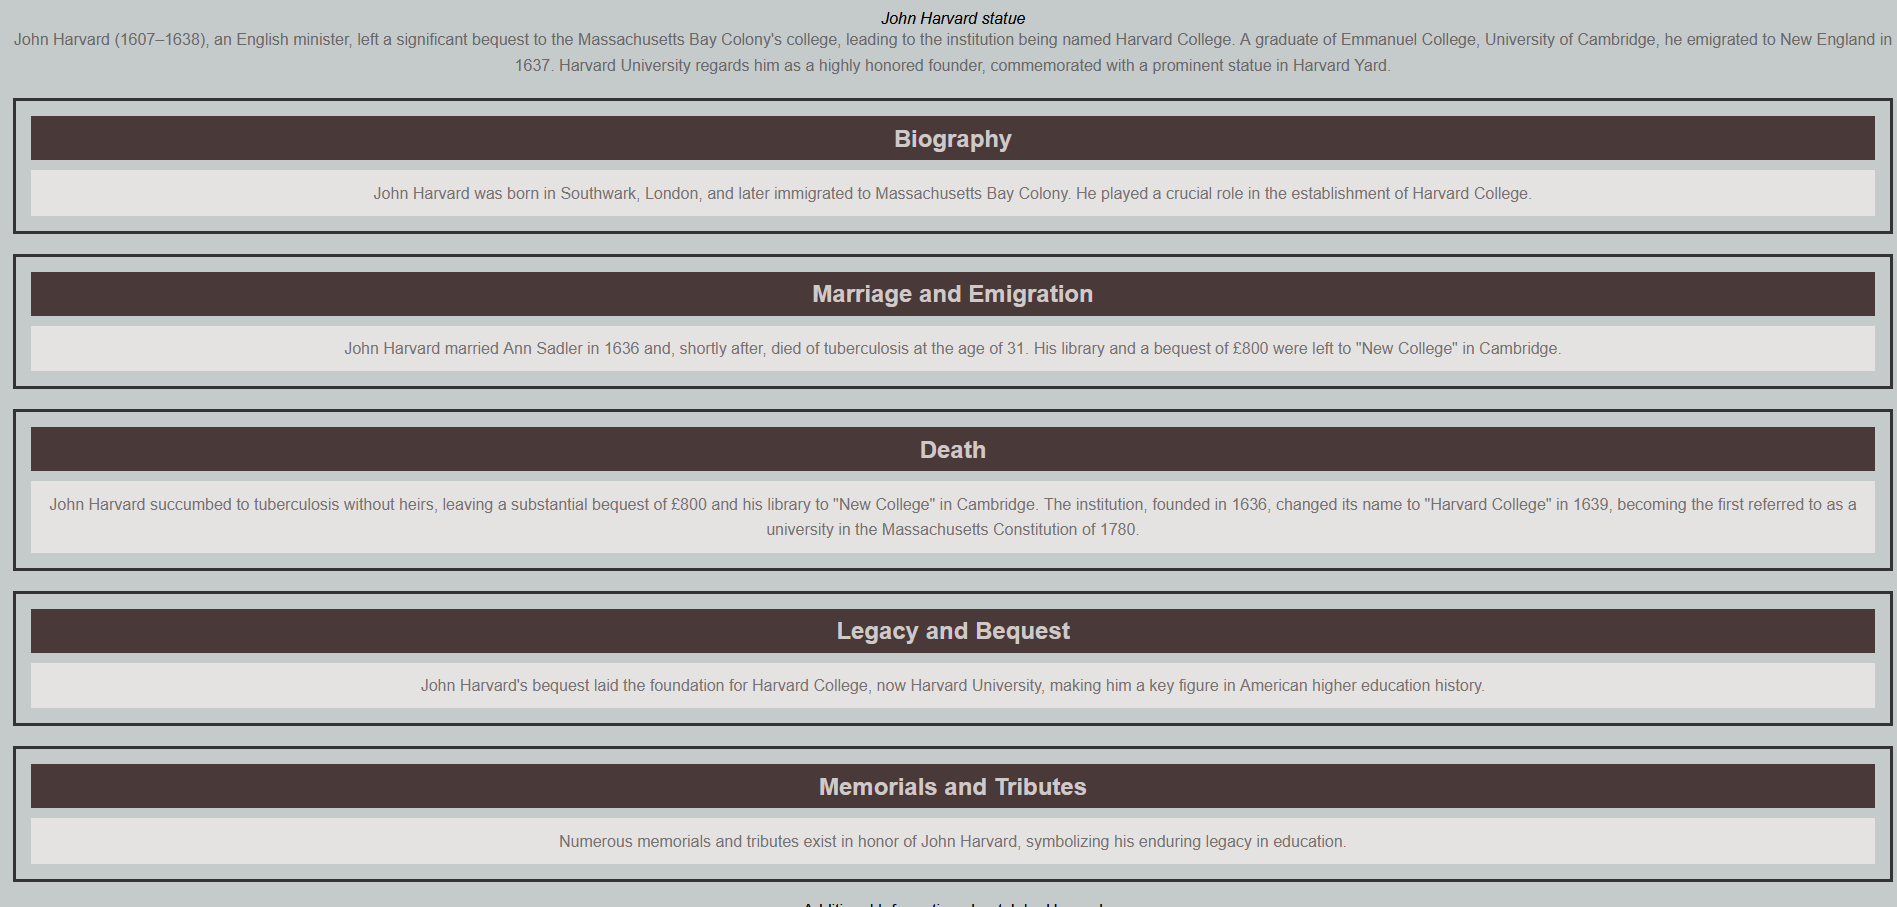 John Harvard statue
John Harvard (1607–1638), an English minister, left a significant bequest to the Massachusetts Bay Colony's college, leading to the institution being named Harvard College. A graduate of Emmanuel College, University of Cambridge, he emigrated to New England in
1637. Harvard University regards him as a highly honored founder, commemorated with a prominent statue in Harvard Yard.
Biography
John Harvard was born in Southwark, London, and later immigrated to Massachusetts Bay Colony. He played a crucial role in the establishment of Harvard College.
Marriage and Emigration
John Harvard married Ann Sadler in 1636 and, shortly after, died of tuberculosis at the age of 31. His library and a bequest of £800 were left to "New College" in Cambridge.
Death
John Harvard succumbed to tuberculosis without heirs, leaving a substantial bequest of £800 and his library to "New College" in Cambridge. The institution, founded in 1636, changed its name to "Harvard College" in 1639, becoming the first referred to as a
university in the Massachusetts Constitution of 1780.
Legacy and Bequest
John Harvard's bequest laid the foundation for Harvard College, now Harvard University, making him a key figure in American higher education history.
Memorials and Tributes
Numerous memorials and tributes exist in honor of John Harvard, symbolizing his enduring legacy in education.